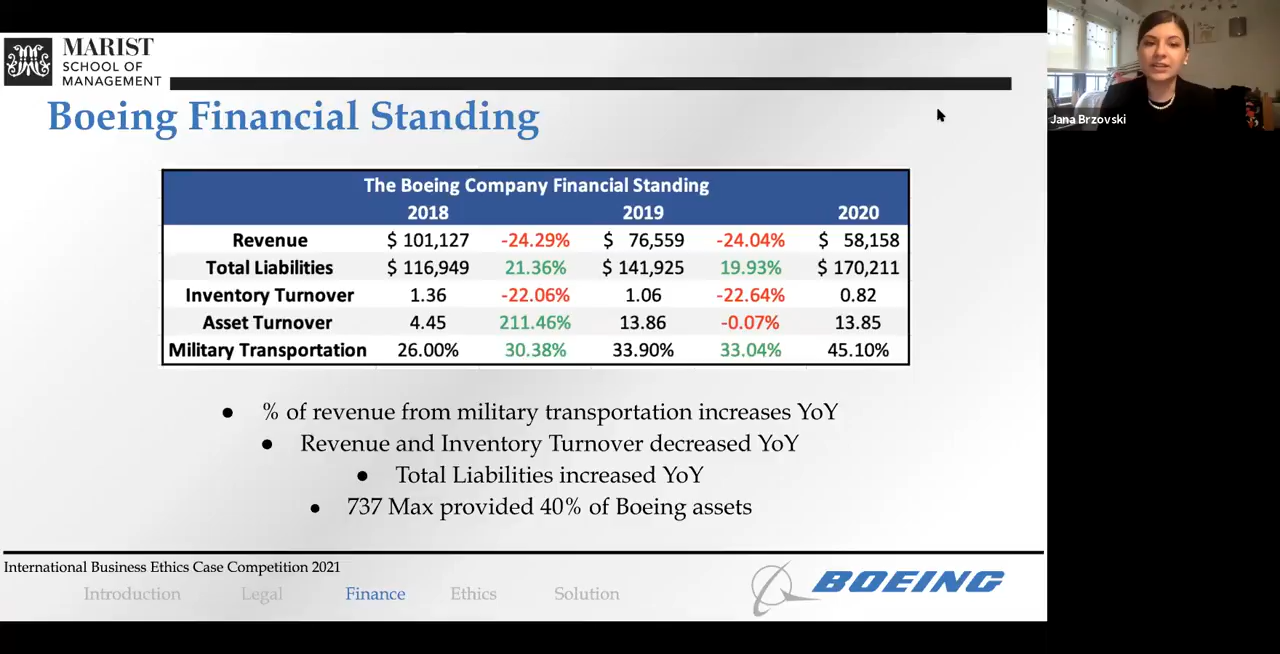 MARIST
SCHOOL OF
MANAGEMENT
Boeing Financial Standing
The Boeing Company Financial Standing
2018 2019 2020
Revenue $ 101,127 -24.29% $ 76,559 -24.04% $ 58,158
Total Liabilities $ 116,949 21.36% $ 141,925 19.93% $ 170,211
Inventory Turnover 1.36 -22.06% 1.06 -22.64% 0.82
Asset Turnover 4.45 211.46% 13.86 -0.07% 13.85
Military Transportation 26.00% 30.38% 33.90% 33.04% 45.10%
● % of revenue from military transportation increases YoY
● Revenue and Inventory Turnover decreased YoY
● Total Liabilities increased YoY
● 737 Max provided 40% of Boeing assets
International Business Ethics Case Competition 2021
Introduction Legal Finance Ethics Solution
BOEING
Jana Brzovski